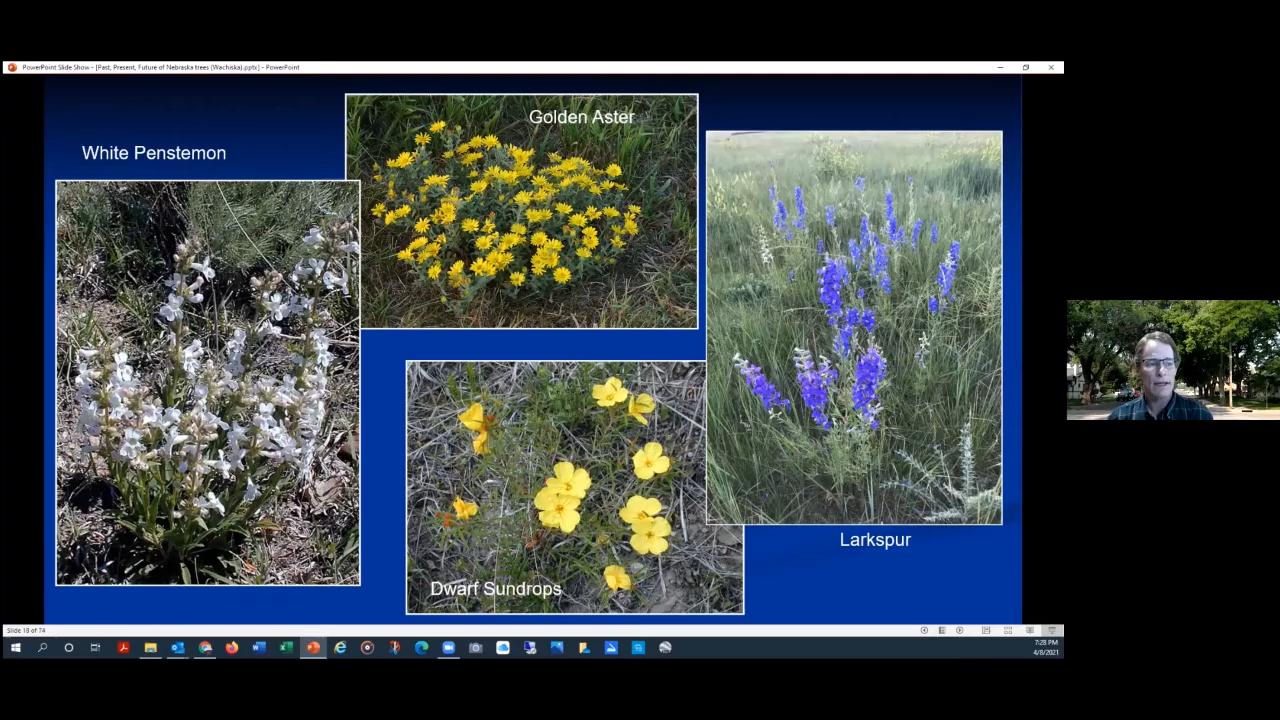 PowerPoint Slide Show - [Past, Present, Future of Nebraska trees (Wachiska).pptx] - PowerPoint
Golden Aster
White Penstemon
Larkspur
Dwarf Sundrops
Slide 18 of 74
7:28 PM
4/8/2021